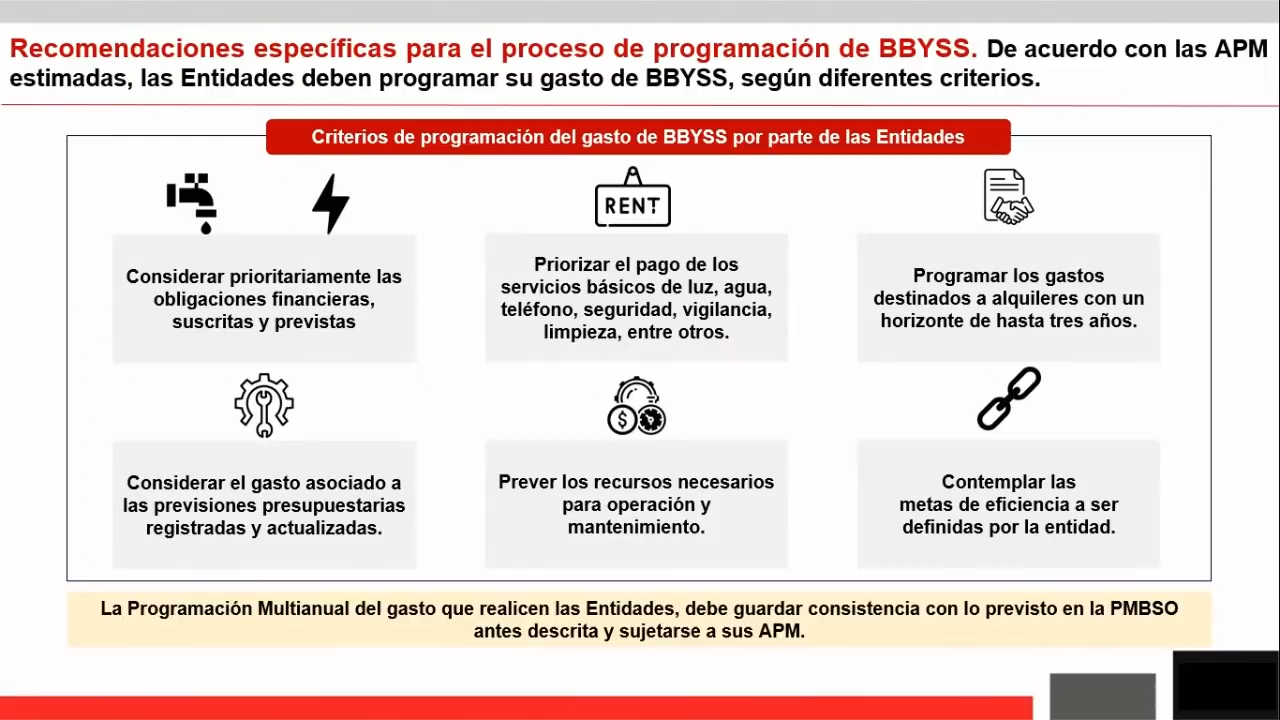 Recomendaciones específicas para el proceso de programación de BBYSS. De acuerdo con las APM
estimadas, las Entidades deben programar su gasto de BBYSS, según diferentes criterios.
Criterios de programación del gasto de BBYSS por parte de las Entidades
Considerar prioritariamente las
obligaciones financieras,
suscritas y previstas
RENT
Priorizar el pago de los
servicios básicos de luz, agua,
teléfono, seguridad, vigilancia,
limpieza, entre otros.
Programar los gastos
destinados a alquileres con un
horizonte de hasta tres años.
Considerar el gasto asociado a
las previsiones presupuestarias
registradas y actualizadas.
$
Prever los recursos necesarios
para operación y
mantenimiento.
Contemplar las
metas de eficiencia a ser
definidas por la entidad.
La Programación Multianual del gasto que realicen las Entidades, debe guardar consistencia con lo previsto en la PMBSO
antes descrita y sujetarse a sus APM.